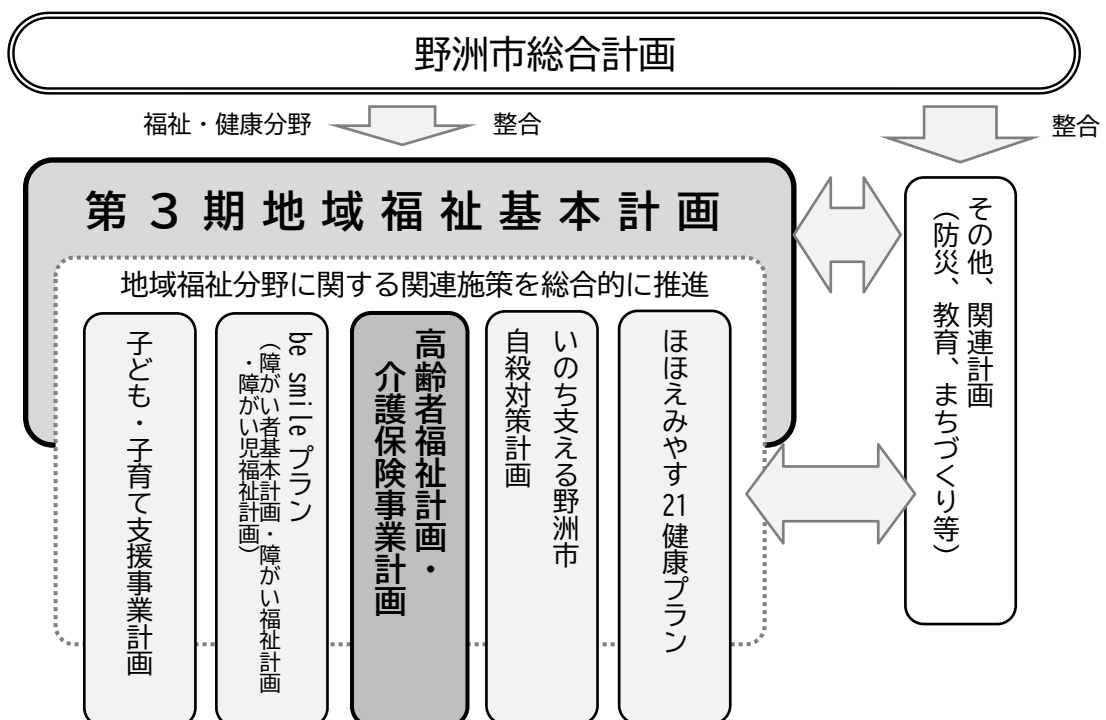 野洲市総合計画
福祉・健康分野
整合
整合
第３期地域福祉基本計画
地域福祉分野に関する関連施策を総合的に推進
子ども・子育て支援事業計画
be smile プラン
（障がい者基本計画・障がい福祉計画
・障がい児福祉計画）
高齢者福祉計画・
介護保険事業計画
いのち支える野洲市
自殺対策計画
ほほえみやす 21 健康プラン
その他、関連計画
（防災、教育、まちづくり等）